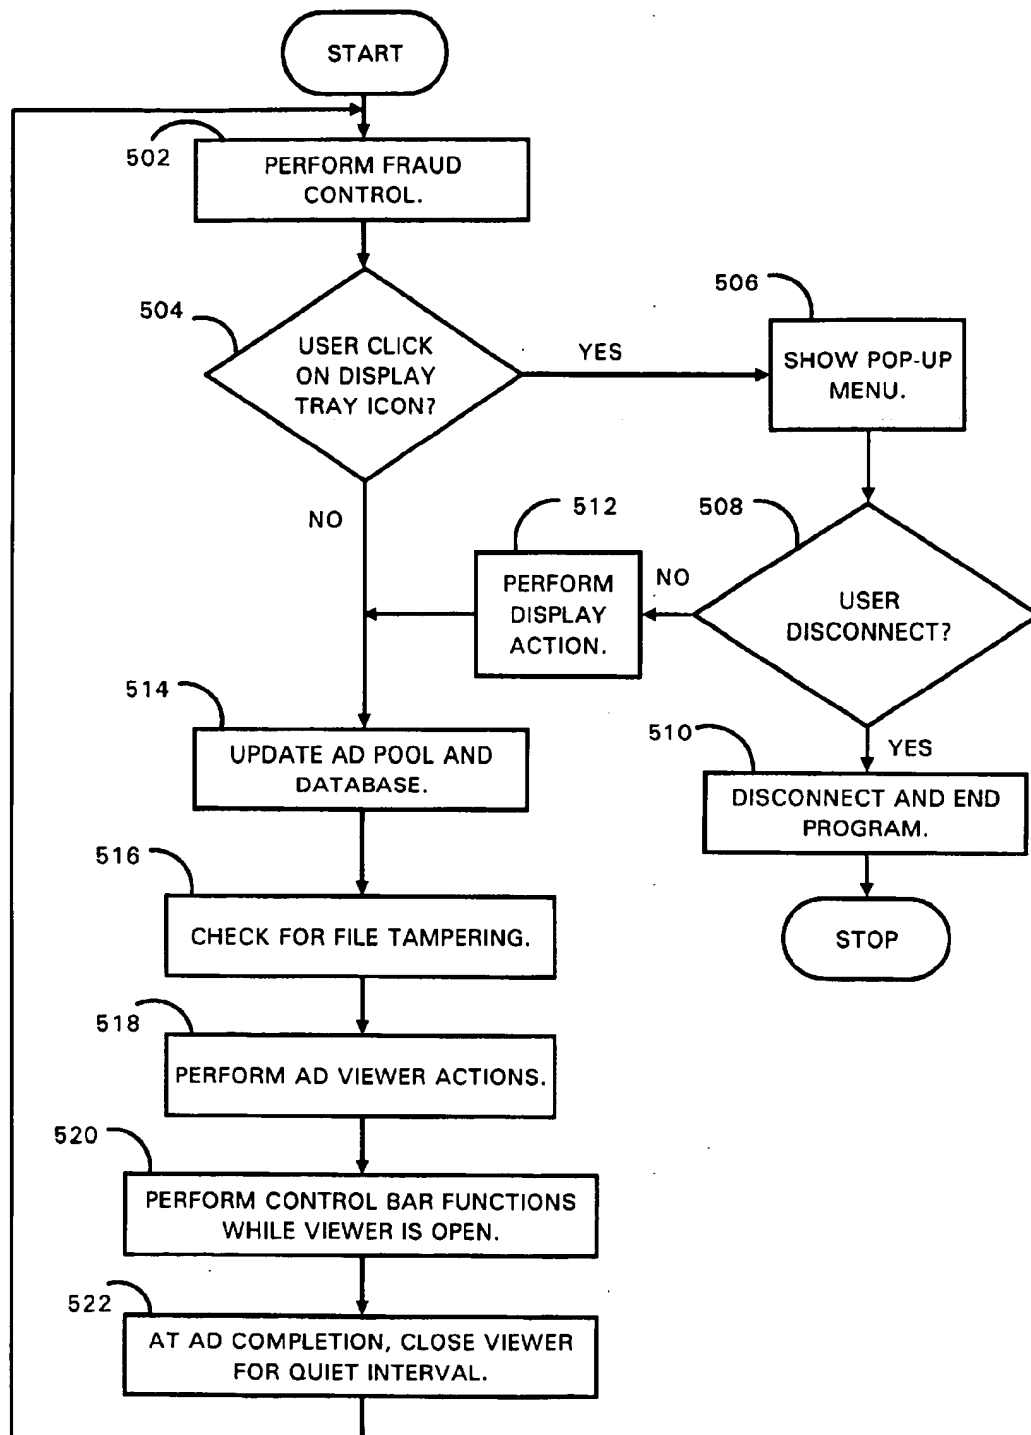 START
502
PERFORM FRAUD
CONTROL.
504
USER CLICK
ON DISPLAY
TRAY ICON?
YES
506
SHOW POP-UP
MENU.
NO
512
PERFORM
DISPLAY
ACTION.
NO
508
USER
DISCONNECT?
YES
510
DISCONNECT AND END
PROGRAM.
STOP
514
UPDATE AD POOL AND
DATABASE.
516
CHECK FOR FILE TAMPERING.
518
PERFORM AD VIEWER ACTIONS.
520
PERFORM CONTROL BAR FUNCTIONS
WHILE VIEWER IS OPEN.
522
AT AD COMPLETION, CLOSE VIEWER
FOR QUIET INTERVAL.